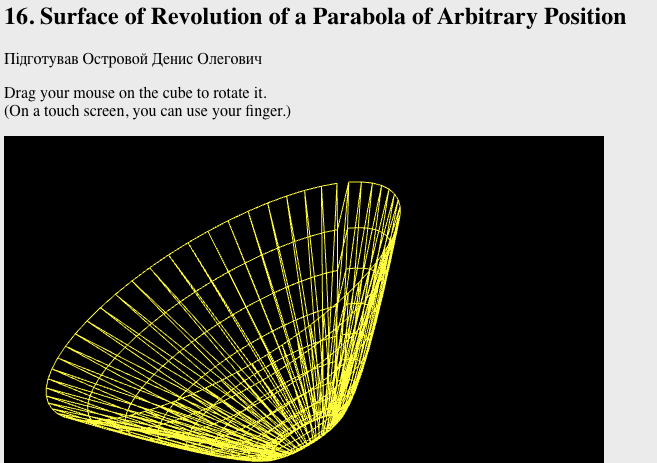 16. Surface of Revolution of a Parabola of Arbitrary Position
Підготував Островой Денис Олегович
Drag your mouse on the cube to rotate it.
(On a touch screen, you can use your finger.)